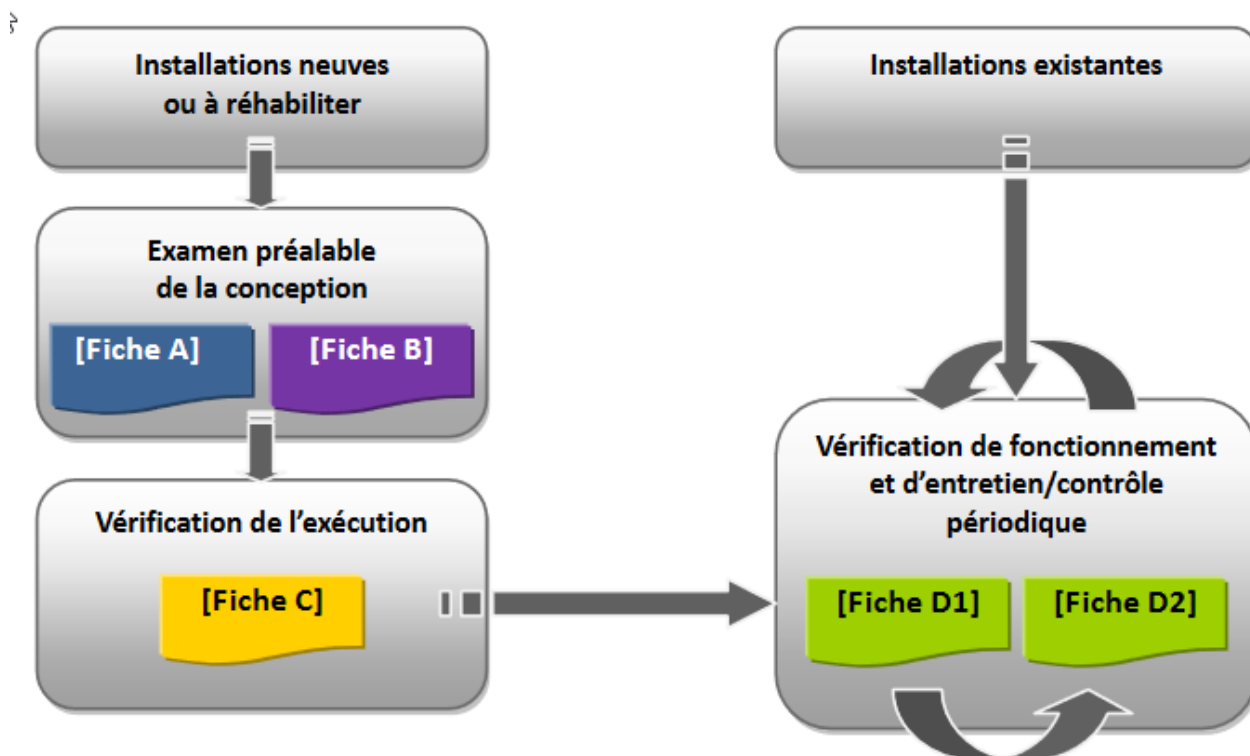 Installations neuves
ou à réhabiliter
Installations existantes
Examen préalable
de la conception
[Fiche A]
[Fiche B]
Vérification de l'exécution
[Fiche C]
Vérification de fonctionnement
et d'entretien/contrôle
périodique
[Fiche D1]
[Fiche D2]